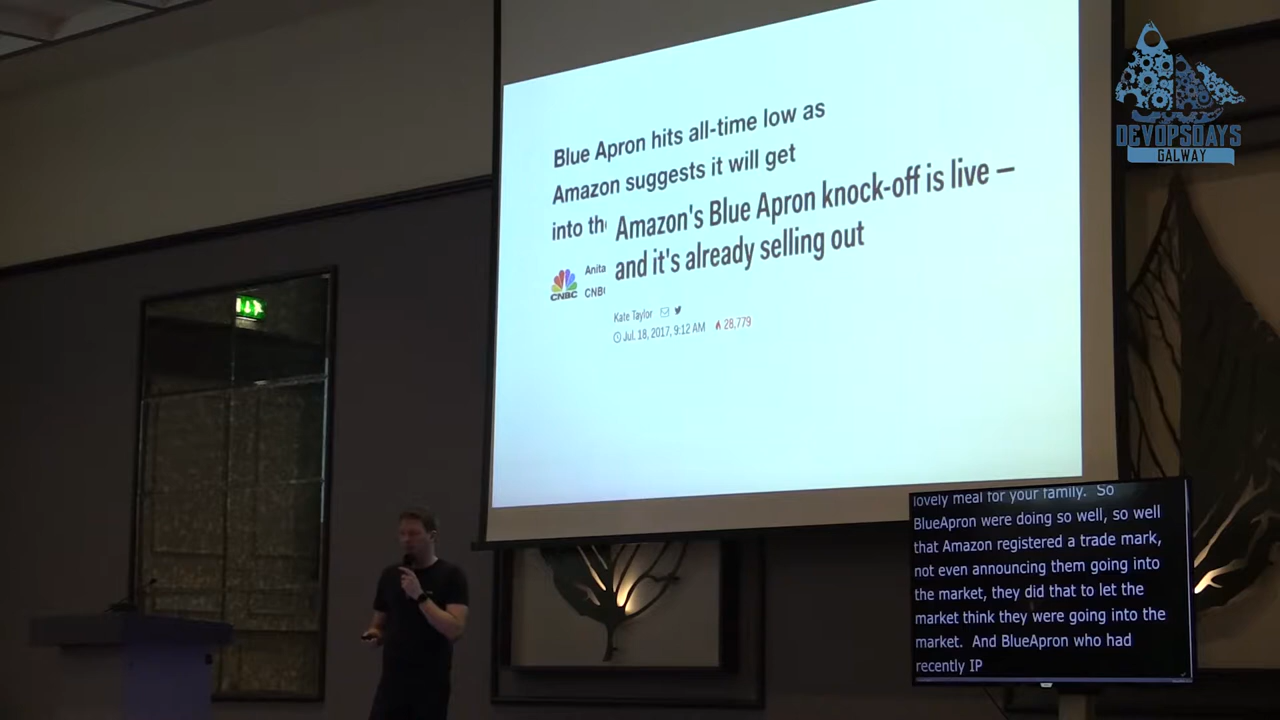 Blue Apron hits all-time low as
Amazon suggests it will get
into the
Amazon's Blue Apron knock-off is live –
and it's already selling out
CNBC
Anita
CNBC
Kate Taylor
Jul. 18, 2017, 9:12 AM 28,779
DEVOPSDAYS
GALWAY
lovely meal for your family. So
BlueApron were doing so well, so well
that Amazon registered a trade mark,
not even announcing them going into
the market, they did that to let the
market think they were going into the
market. And BlueApron who had
recently IP